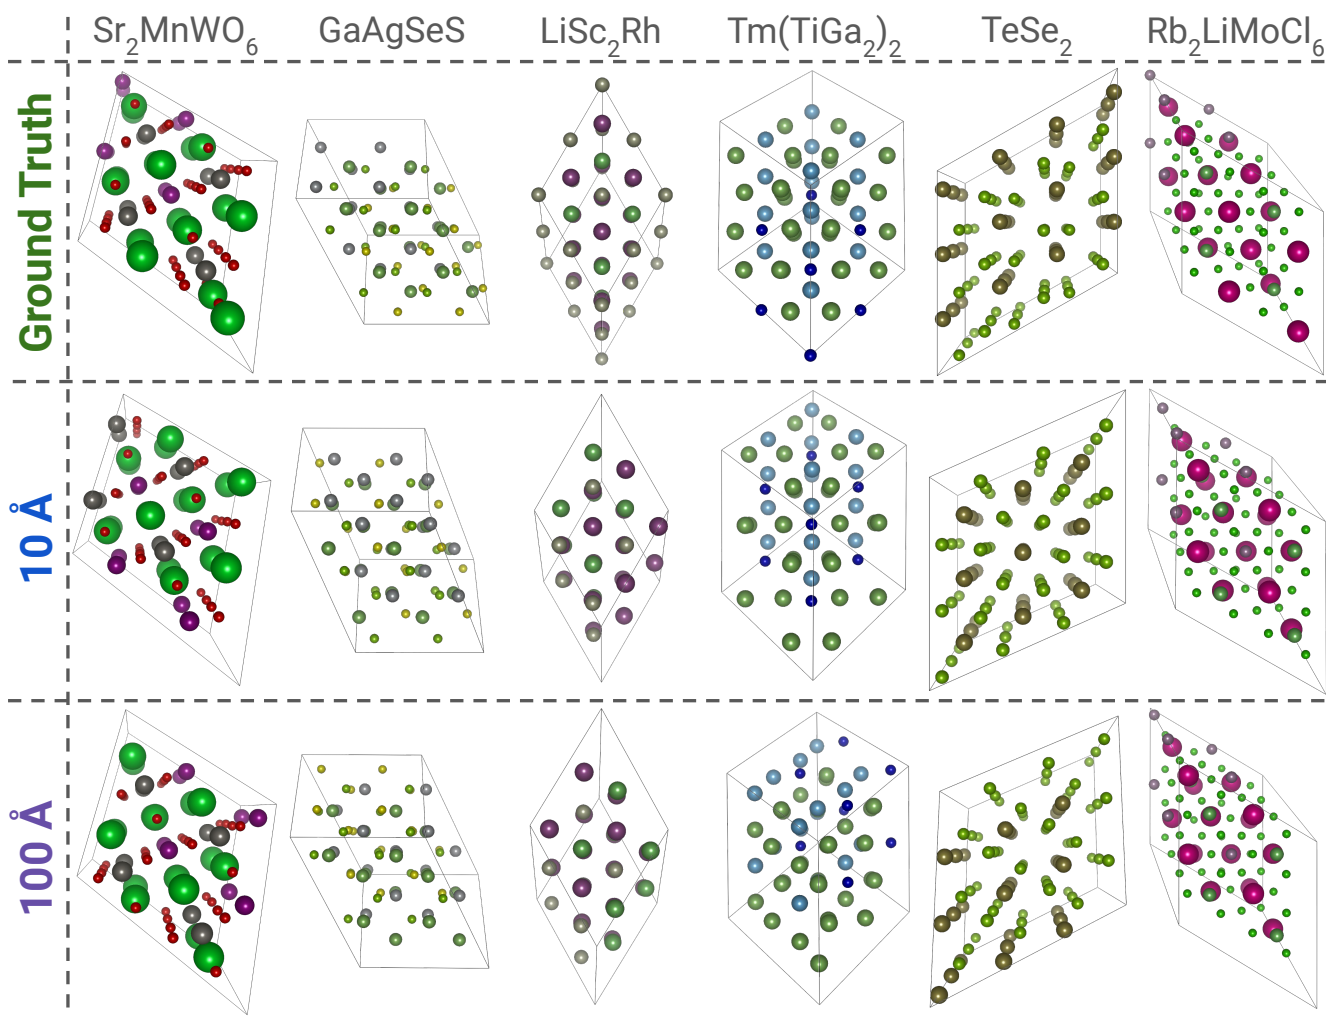 Sr₂MnWO₆ GaAgSeS LiSc₂Rh Tm(TiGa₂)₂ TeSe₂ Rb₂LiMoCl₆
Ground Truth
10 Å
100 Å